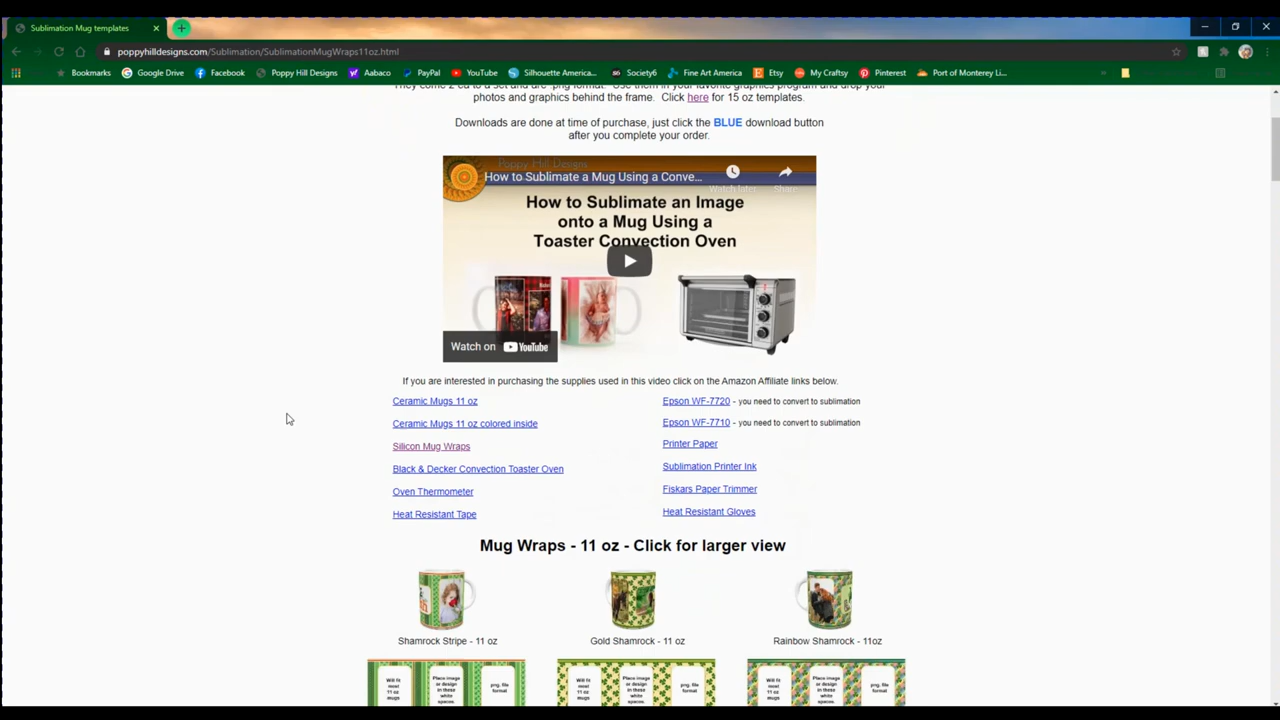 Sublimation Mug templates
poppyhilldesigns.com/Sublimation/SublimationMugWraps11oz.html
Bookmarks Google Drive Facebook Poppy Hill Designs Aabaco PayPal YouTube Silhouette America... Society6 Fine Art America Etsy My Craftsy Pinterest Port of Monterey Li...
They come 2 ea to a set and are .png format. Use them in your favorite graphics program and drop your
photos and graphics behind the frame. Click here for 15 oz templates.
Downloads are done at time of purchase, just click the BLUE download button
after you complete your order.
Poppy Hill Designs
How to Sublimate a Mug Using a Conve...
Watch later Share
How to Sublimate an Image
onto a Mug Using a
Toaster Convection Oven
Watch on YouTube
If you are interested in purchasing the supplies used in this video click on the Amazon Affiliate links below.
Ceramic Mugs 11 oz
Ceramic Mugs 11 oz colored inside
Silicon Mug Wraps
Black & Decker Convection Toaster Oven
Oven Thermometer
Heat Resistant Tape
Epson WF-7720 - you need to convert to sublimation
Epson WF-7710 - you need to convert to sublimation
Printer Paper
Sublimation Printer Ink
Fiskars Paper Trimmer
Heat Resistant Gloves
Mug Wraps - 11 oz - Click for larger view
Shamrock Stripe - 11 oz
Gold Shamrock - 11 oz
Rainbow Shamrock - 11oz
Will fit
most
11 oz
mugs
Place image
or design
in these
white
spaces.
png. file
format
Will fit
most
11 oz
mugs
Place image
or design
in these
white
spaces.
png. file
format
Will fit
most
11 oz
mugs
Place image
or design
in these
white
spaces.
png. file
format